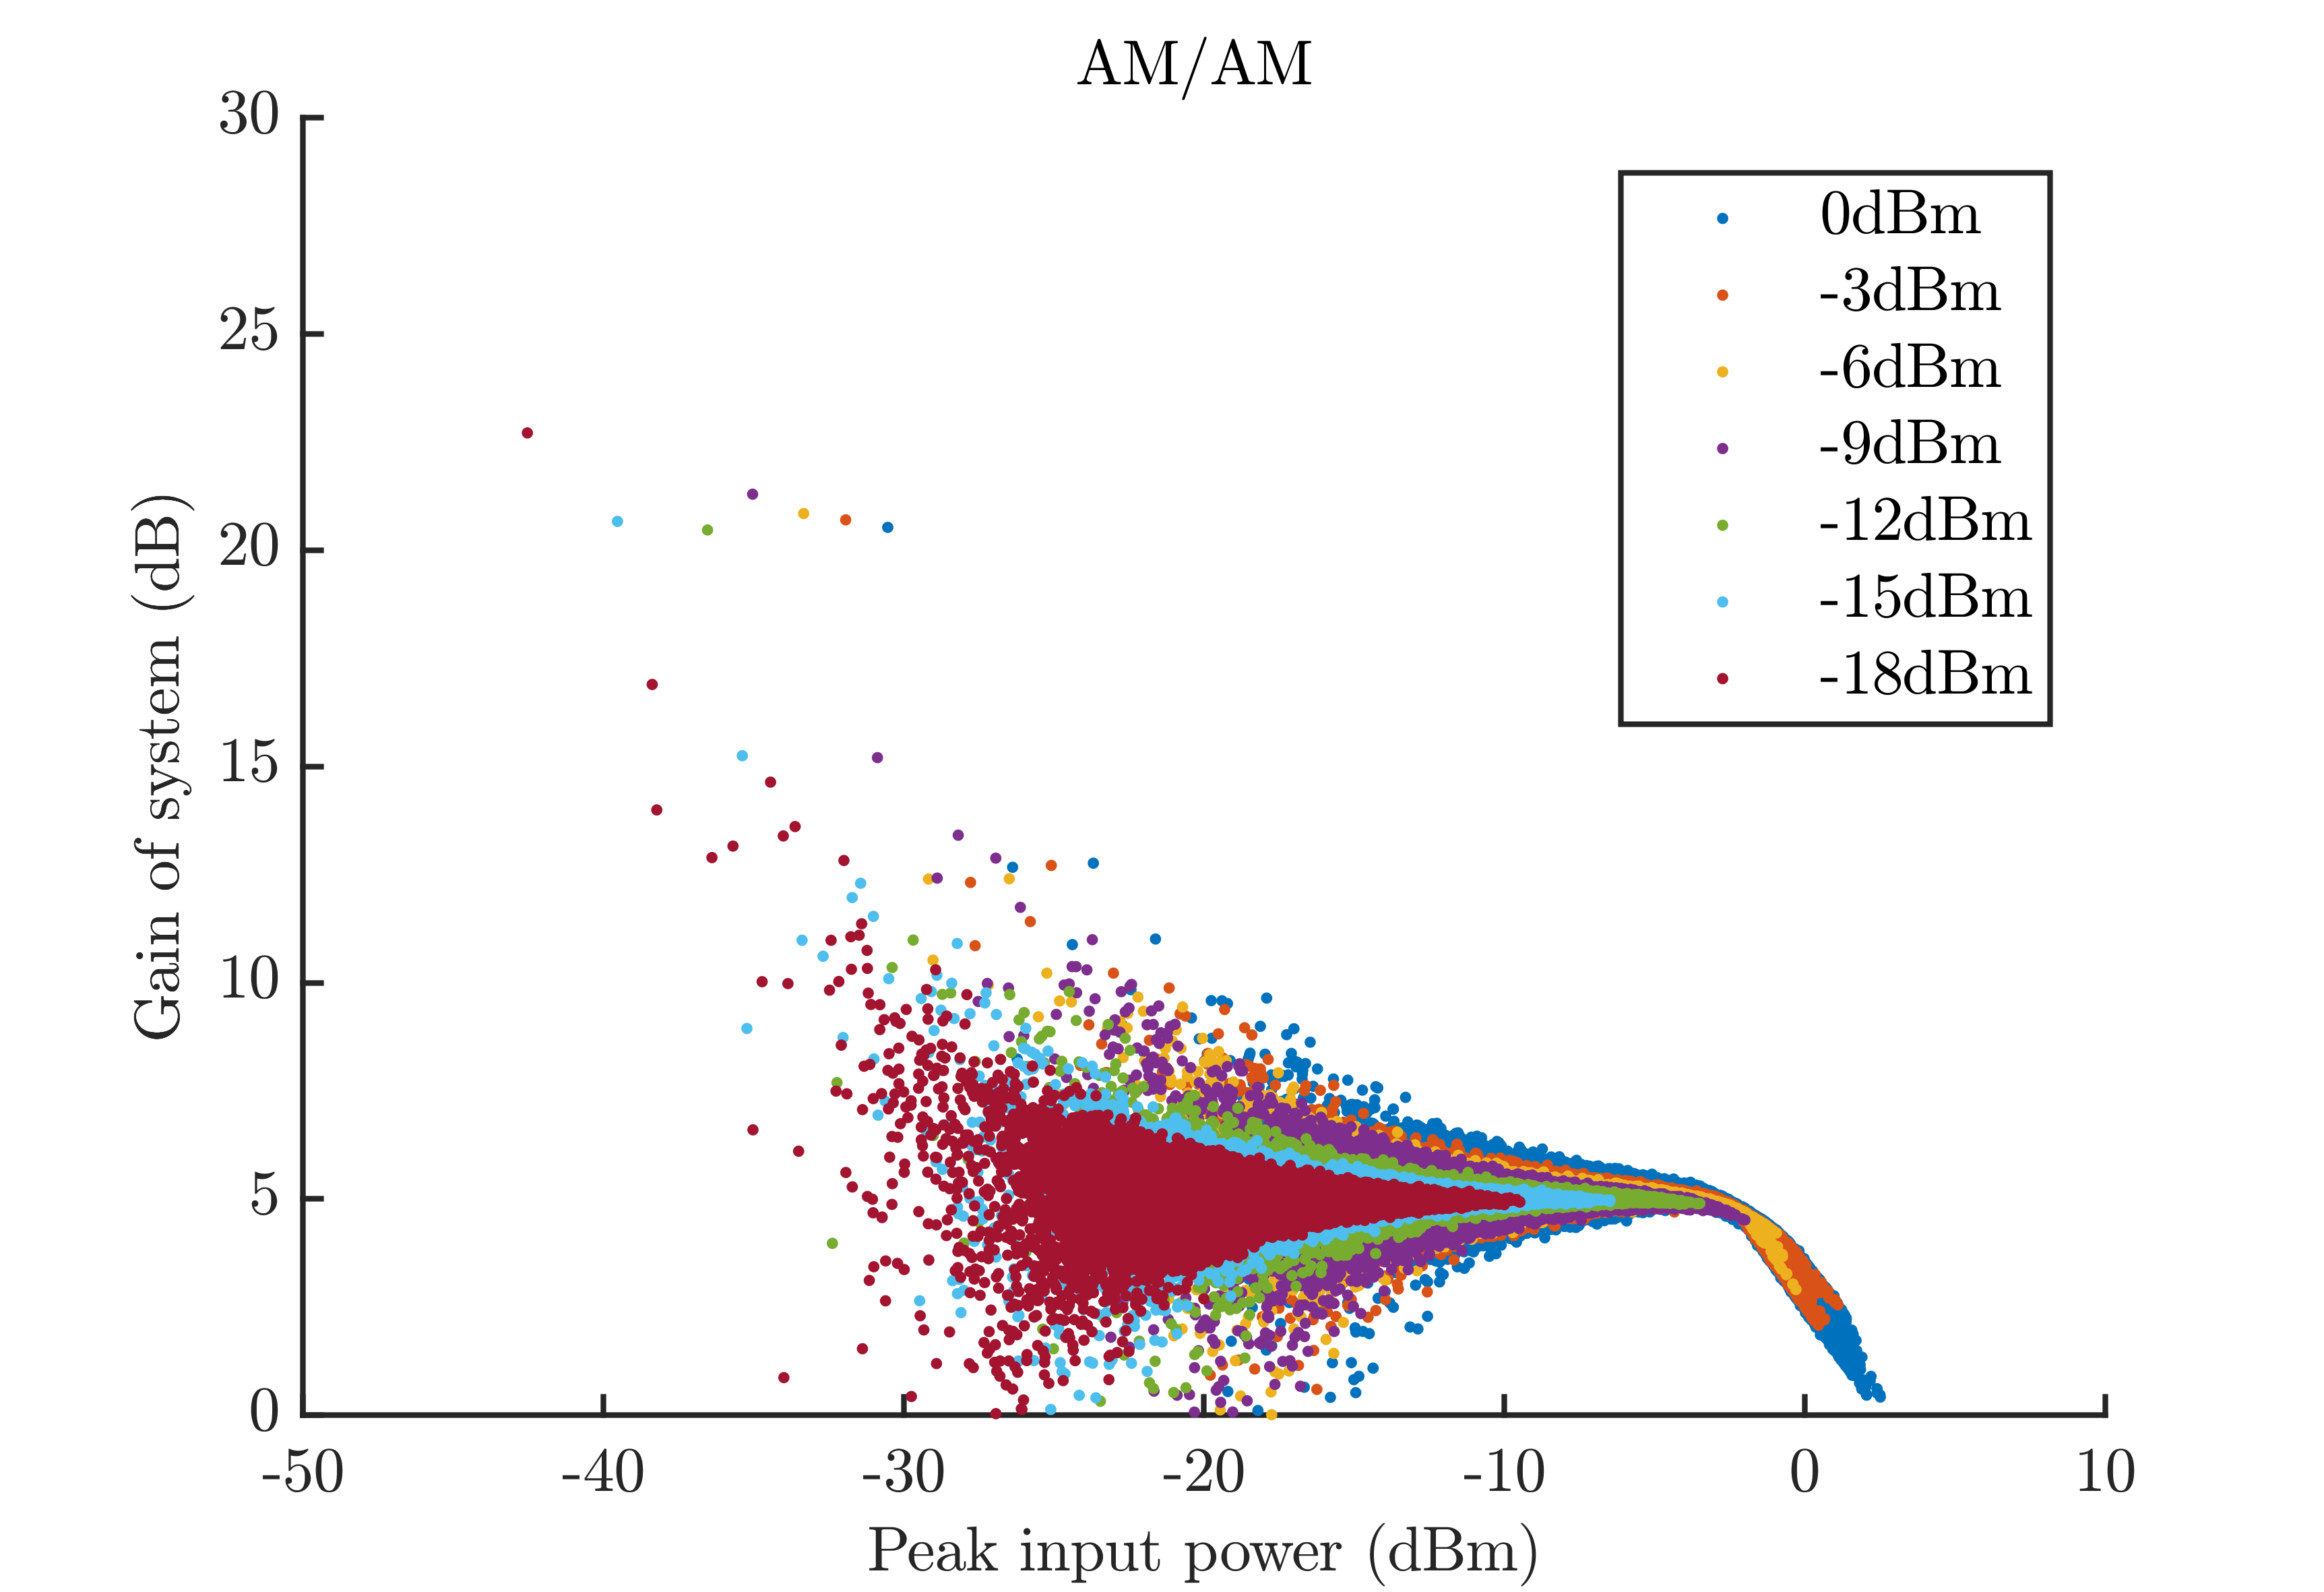 AM/AM
30
25
20
15
10
5
0
Gain of system (dB)
0dBm
-3dBm
-6dBm
-9dBm
-12dBm
-15dBm
-18dBm
-50 -40 -30 -20 -10 0 10
Peak input power (dBm)